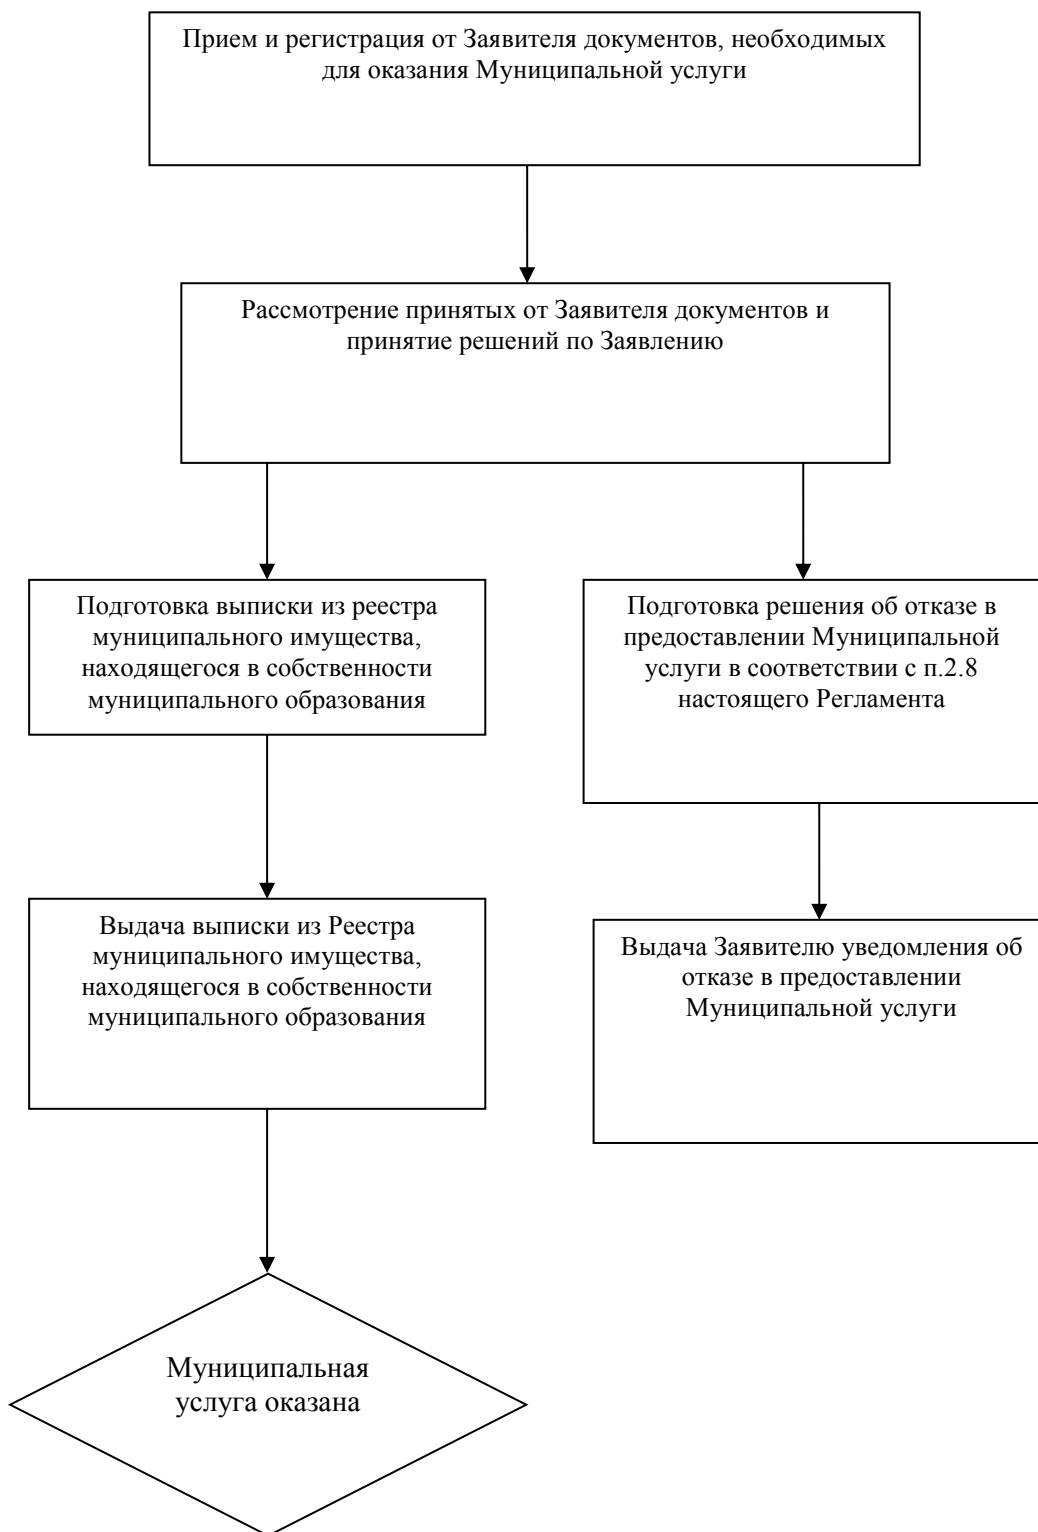 Прием и регистрация от Заявителя документов, необходимых
для оказания Муниципальной услуги
Рассмотрение принятых от Заявителя документов и
принятие решений по Заявлению
Подготовка выписки из реестра
муниципального имущества,
находящегося в собственности
муниципального образования
Подготовка решения об отказе в
предоставлении Муниципальной
услуги в соответствии с п.2.8
настоящего Регламента
Выдача выписки из Реестра
муниципального имущества,
находящегося в собственности
муниципального образования
Выдача Заявителю уведомления об
отказе в предоставлении
Муниципальной услуги
Муниципальная
услуга оказана